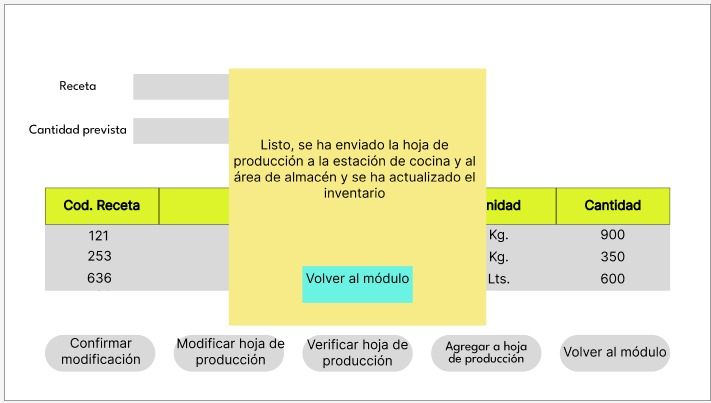 Receta
Cantidad prevista
Listo, se ha enviado la hoja de
producción a la estación de cocina y al
área de almacén y se ha actualizado el
inventario
Cod. Receta
Cantidad
121
Kg.
900
253
Kg.
350
636
Lts.
600
Volver al módulo
Confirmar
modificación
Modificar hoja de
producción
Verificar hoja de
producción
Agregar a hoja
de producción
Volver al módulo